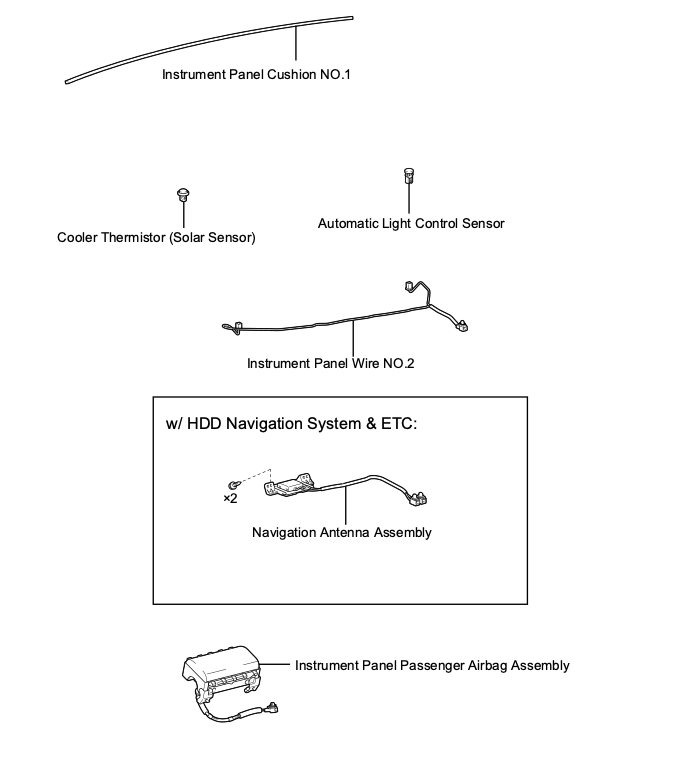 Instrument Panel Cushion NO.1
Automatic Light Control Sensor
Cooler Thermistor (Solar Sensor)
Instrument Panel Wire NO.2
w/ HDD Navigation System & ETC:
×2
Navigation Antenna Assembly
Instrument Panel Passenger Airbag Assembly